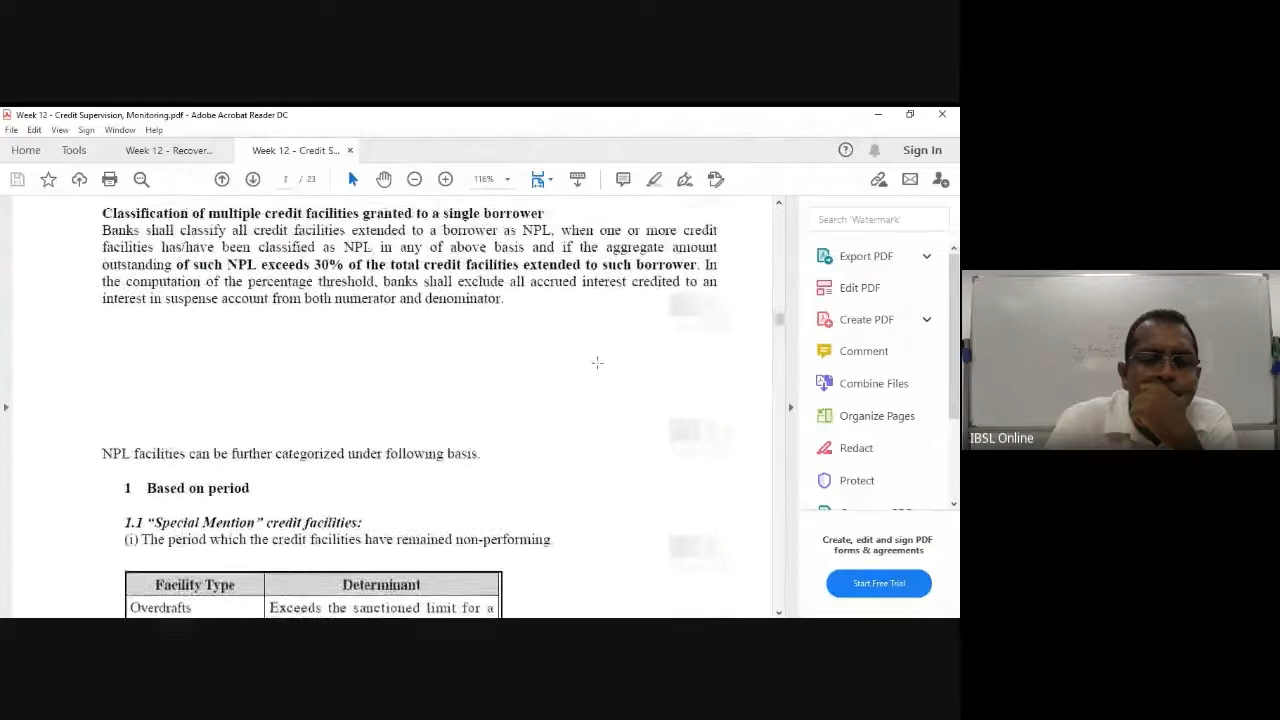 Week 12 - Credit Supervision, Monitoring.pdf - Adobe Acrobat Reader DC
File Edit View Sign Window Help
Home Tools Week 12 - Recover... Week 12 - Credit S... Sign In
/ 23 116%
Classification of multiple credit facilities granted to a single borrower
Banks shall classify all credit facilities extended to a borrower as NPL, when one or more credit
facilities has/have been classified as NPL in any of above basis and if the aggregate amount
outstanding of such NPL exceeds 30% of the total credit facilities extended to such borrower. In
the computation of the percentage threshold, banks shall exclude all accrued interest credited to an
interest in suspense account from both numerator and denominator.
NPL facilities can be further categorized under following basis.
1 Based on period
1.1 “Special Mention” credit facilities:
(i) The period which the credit facilities have remained non-performing.
Facility Type Determinant
Overdrafts Exceeds the sanctioned limit for a
Search 'Watermark'
Export PDF
Edit PDF
Create PDF
Comment
Combine Files
Organize Pages
Redact
Protect
Create, edit and sign PDF
forms & agreements
Start Free Trial
IBSL Online